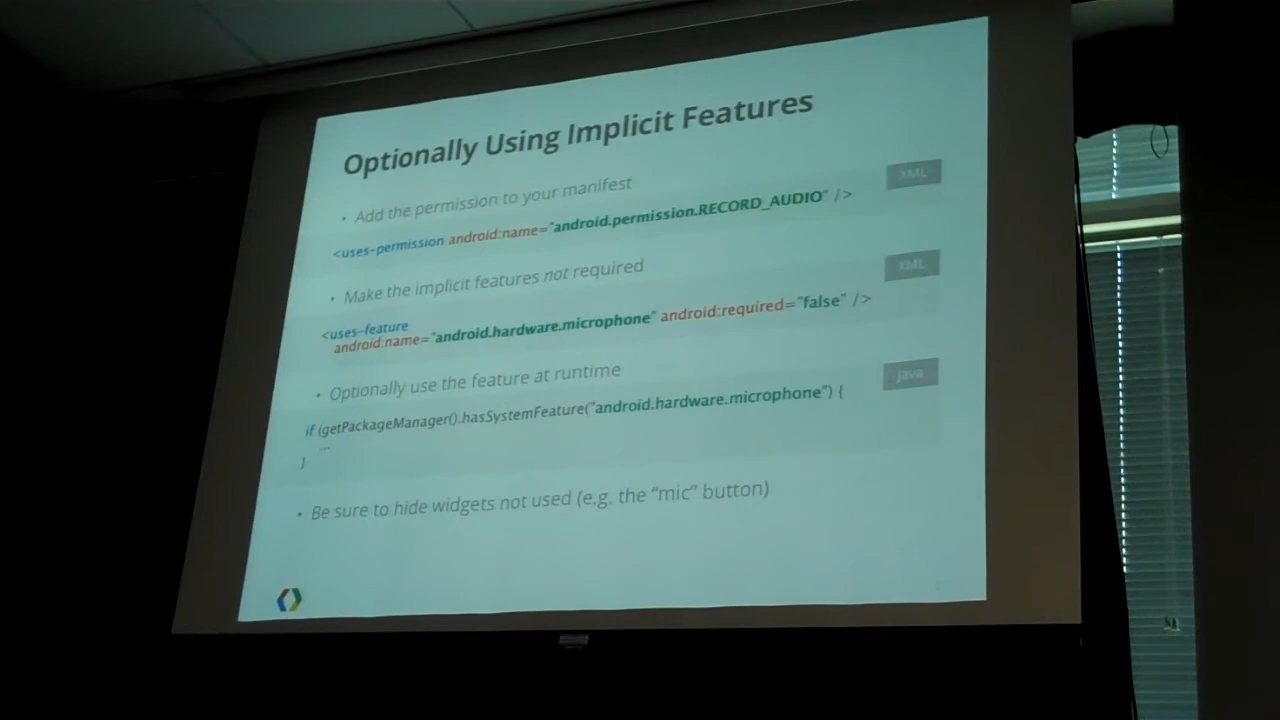 Optionally Using Implicit Features
• Add the permission to your manifest
XML
<uses-permission android:name="android.permission.RECORD_AUDIO" />
• Make the implicit features not required
XML
<uses-feature
android:name="android.hardware.microphone" android:required="false" />
• Optionally use the feature at runtime
Java
if (getPackageManager().hasSystemFeature("android.hardware.microphone") {
...
}
• Be sure to hide widgets not used (e.g. the "mic" button)